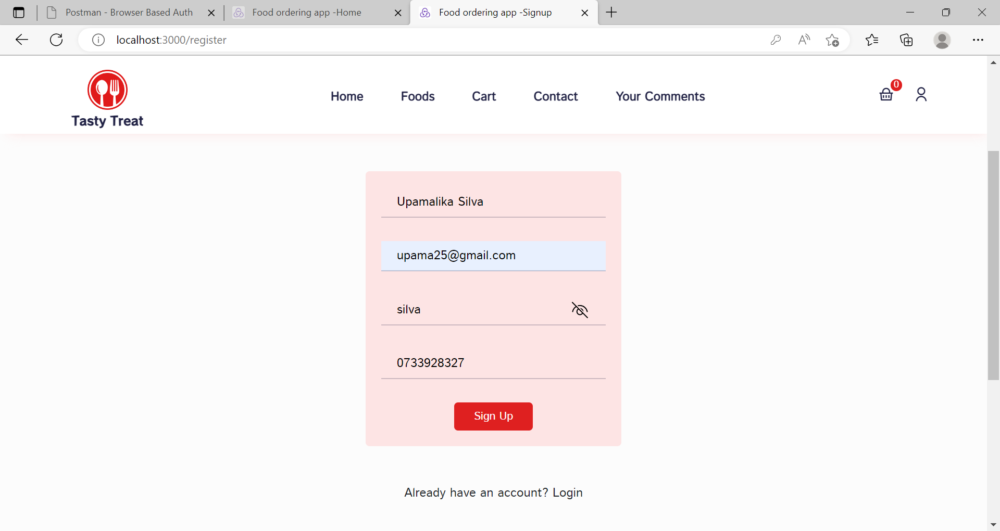 Postman - Browser Based Auth
Food ordering app -Home
Food ordering app -Signup
localhost:3000/register
Tasty Treat
Home
Foods
Cart
Contact
Your Comments
0
Upamalika Silva
upama25@gmail.com
silva
0733928327
Sign Up
Already have an account? Login